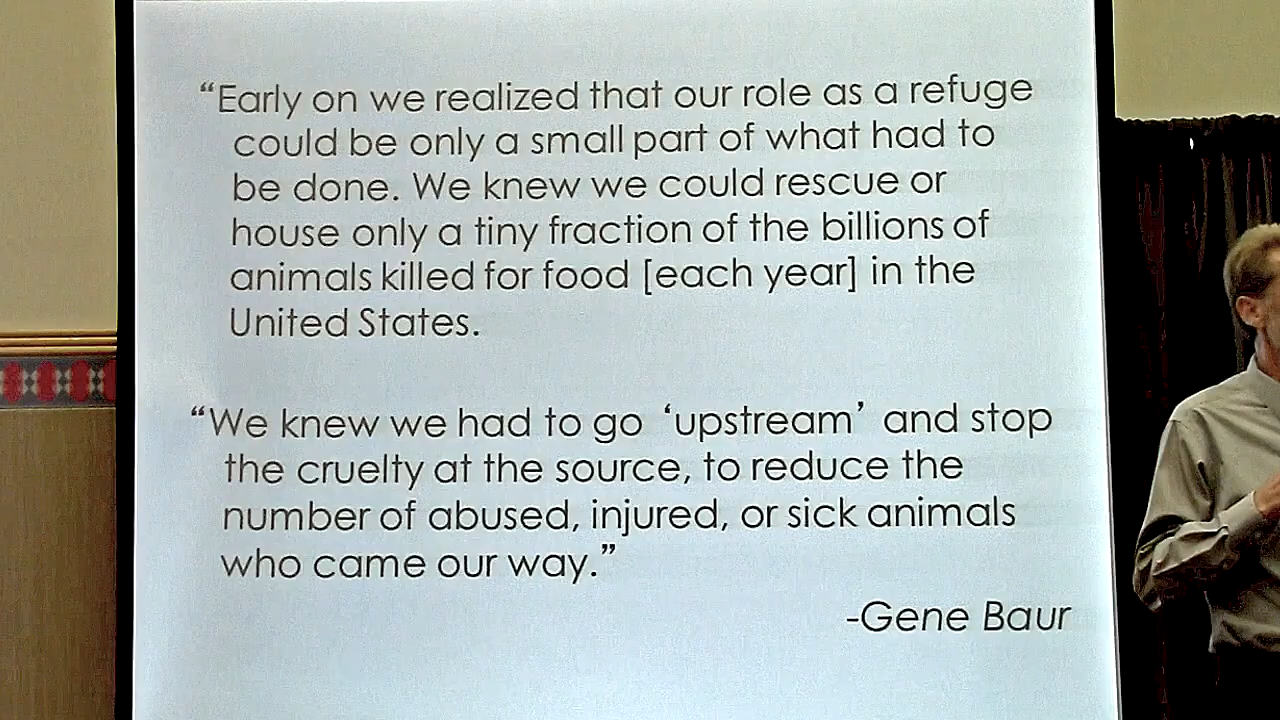 “Early on we realized that our role as a refuge
could be only a small part of what had to
be done. We knew we could rescue or
house only a tiny fraction of the billions of
animals killed for food [each year] in the
United States.
“We knew we had to go ‘upstream’ and stop
the cruelty at the source, to reduce the
number of abused, injured, or sick animals
who came our way.”
-Gene Baur